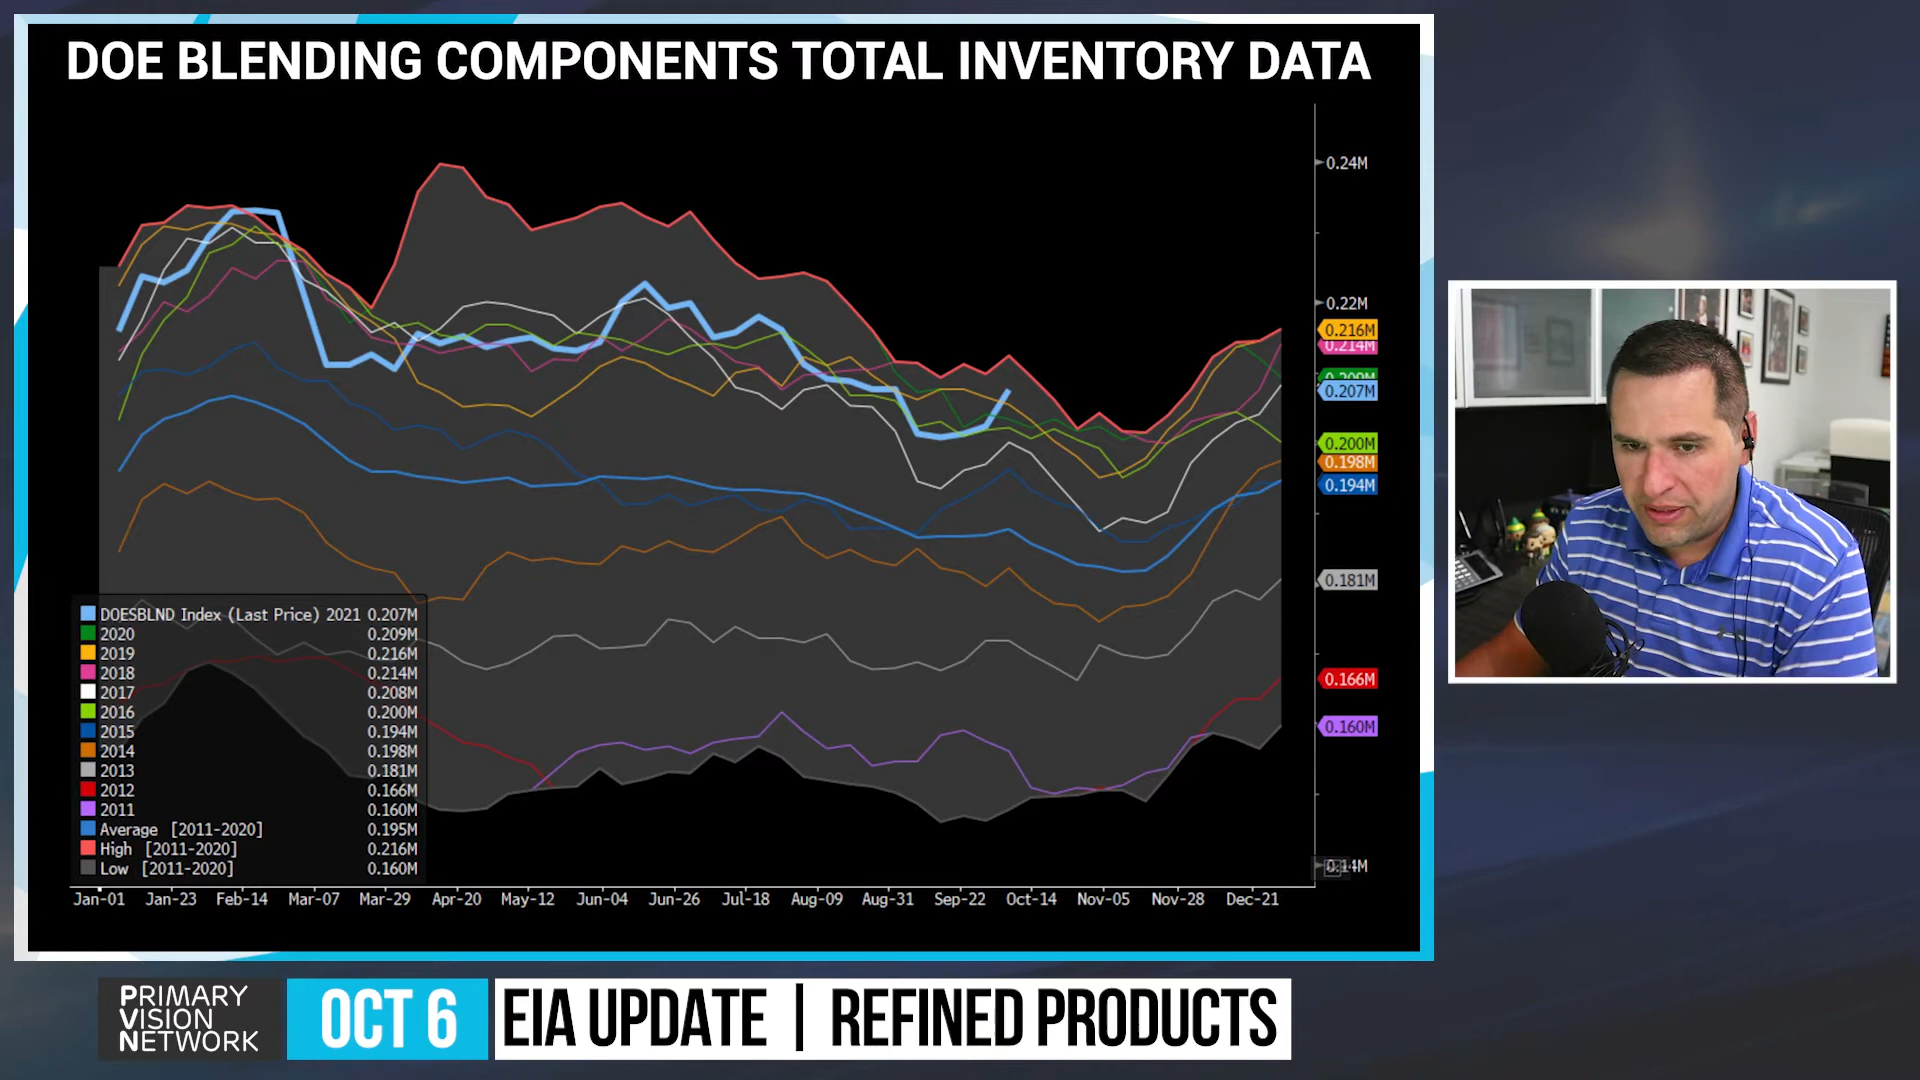 DOE BLENDING COMPONENTS TOTAL INVENTORY DATA
0.24M
0.22M
0.216M
0.214M
0.209M
0.207M
0.200M
0.198M
0.194M
0.181M
0.166M
0.160M
0.14M
DOESBLND Index (Last Price) 2021 0.207M
2020 0.209M
2019 0.216M
2018 0.214M
2017 0.208M
2016 0.200M
2015 0.194M
2014 0.198M
2013 0.181M
2012 0.166M
2011 0.160M
Average [2011-2020] 0.195M
High [2011-2020] 0.216M
Low [2011-2020] 0.160M
Jan-01 Jan-23 Feb-14 Mar-07 Mar-29 Apr-20 May-12 Jun-04 Jun-26 Jul-18 Aug-09 Aug-31 Sep-22 Oct-14 Nov-05 Nov-28 Dec-21
PRIMARY
VISION
NETWORK
OCT 6
EIA UPDATE | REFINED PRODUCTS